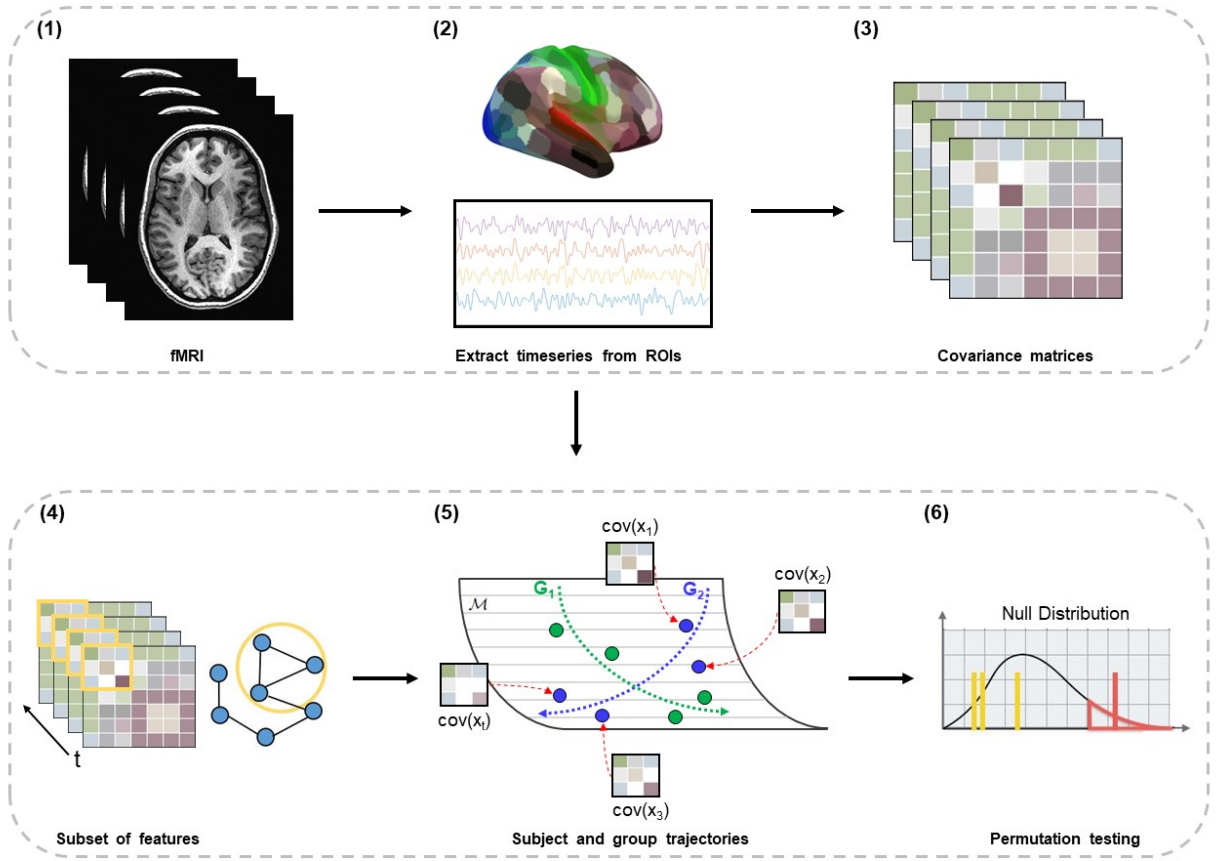 (1)
(2)
(3)
fMRI
Extract timeseries from ROIs
Covariance matrices
(4)
(5)
(6)
cov(x₁)
cov(x₂)
G₁
G₂
ℳ
Null Distribution
cov(xₜ)
t
cov(x₃)
Subset of features
Subject and group trajectories
Permutation testing